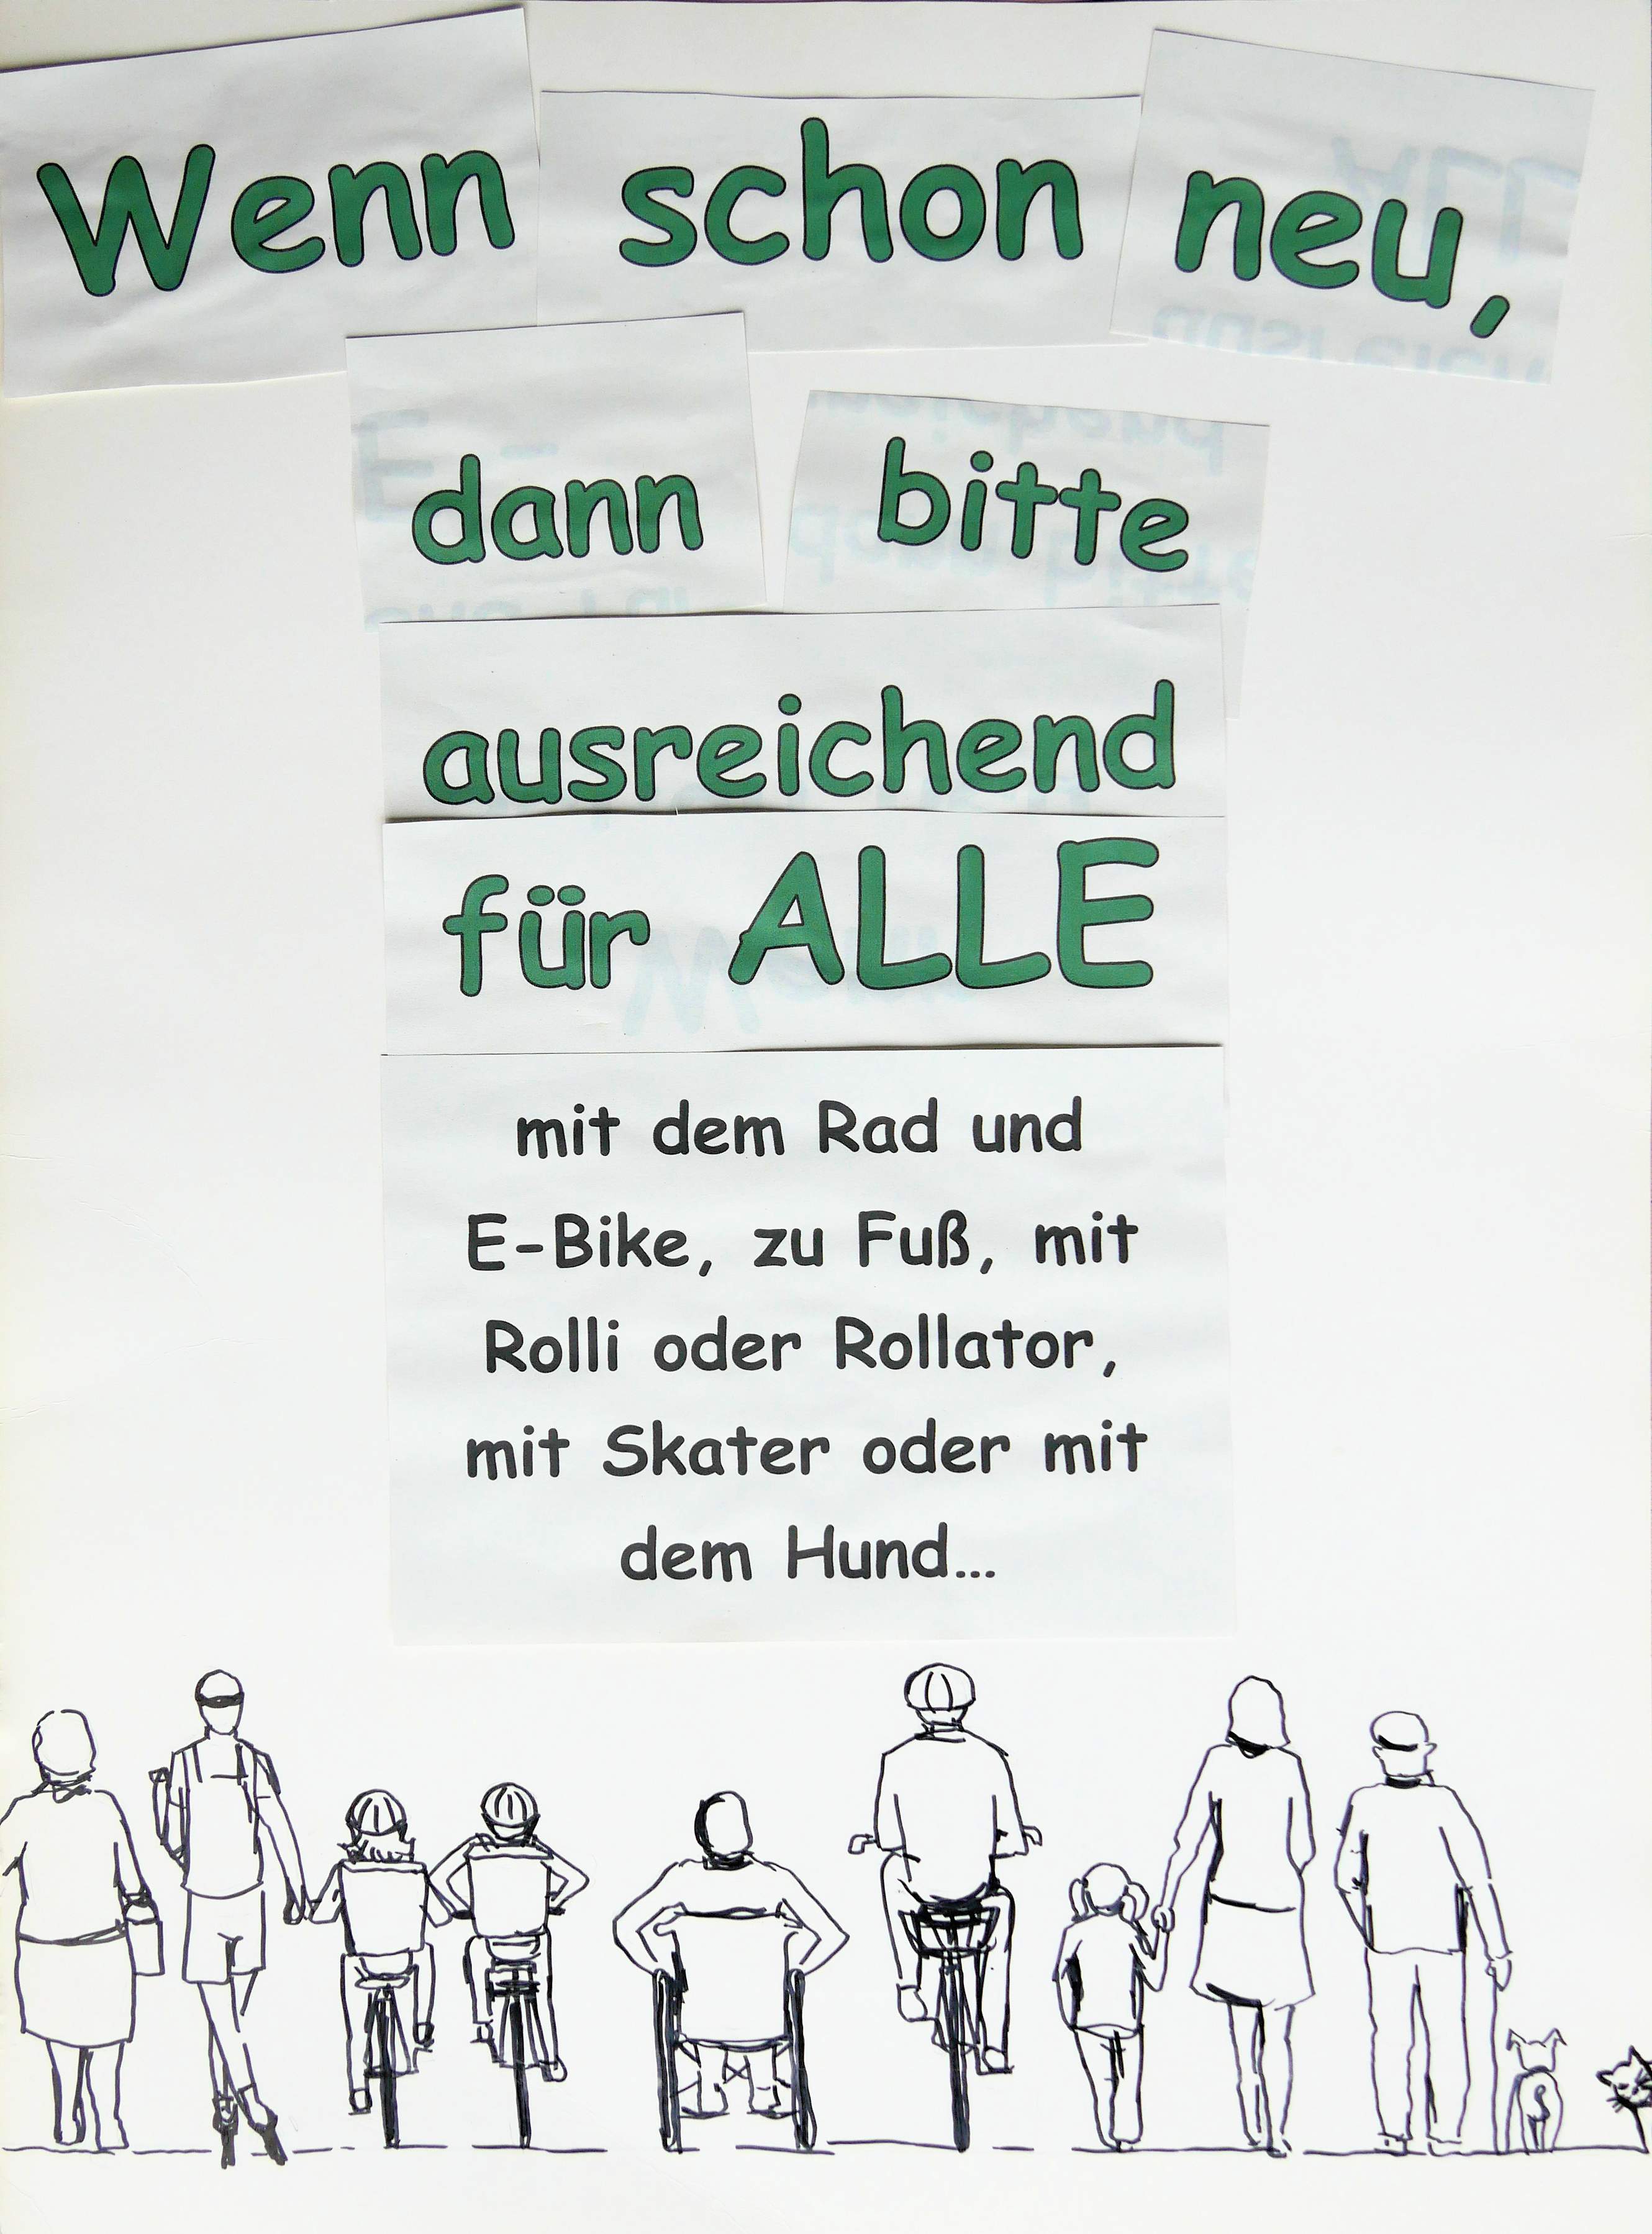 Wenn schon neu,
dann bitte
ausreichend
für ALLE
mit dem Rad und
E-Bike, zu Fuß, mit
Rolli oder Rollator,
mit Skater oder mit
dem Hund...